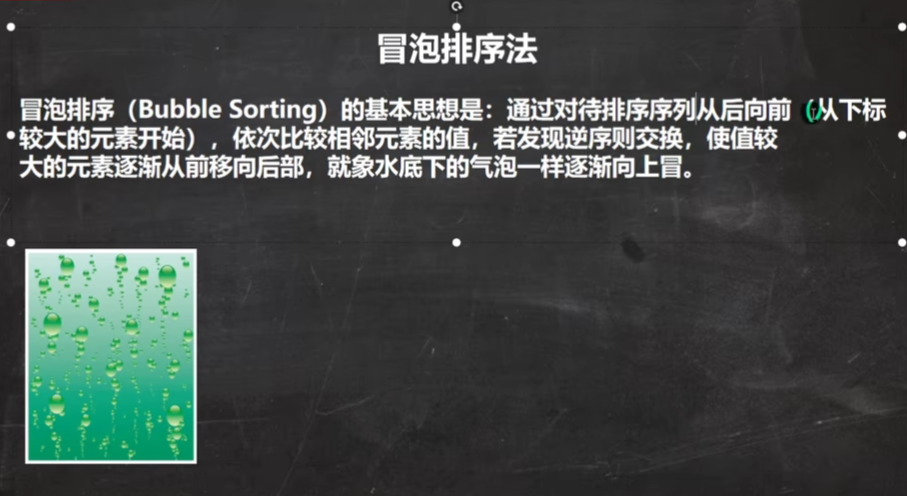 冒泡排序法
冒泡排序（Bubble Sorting）的基本思想是：通过对待排序序列从后向前（从下标
较大的元素开始），依次比较相邻元素的值，若发现逆序则交换，使值较
大的元素逐渐从前移向后部，就象水底下的气泡一样逐渐向上冒。